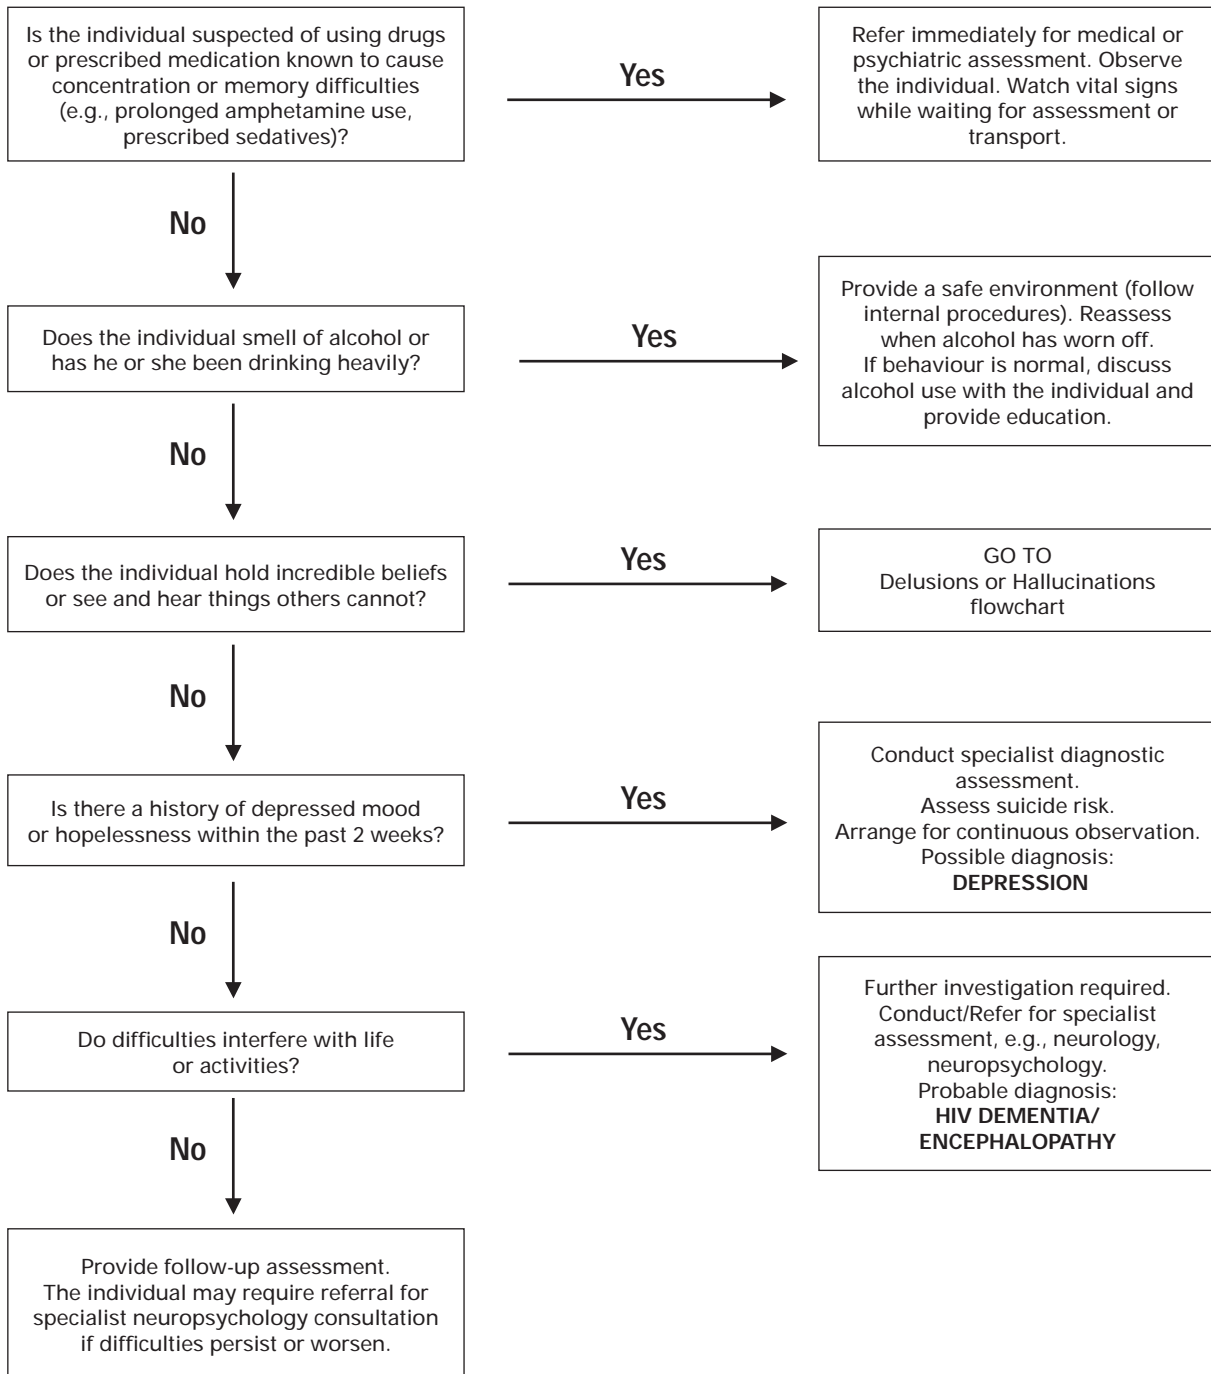 Is the individual suspected of using drugs
or prescribed medication known to cause
concentration or memory difficulties
(e.g., prolonged amphetamine use,
prescribed sedatives)?
Yes
Refer immediately for medical or
psychiatric assessment. Observe
the individual. Watch vital signs
while waiting for assessment or
transport.
No
Does the individual smell of alcohol or
has he or she been drinking heavily?
Yes
Provide a safe environment (follow
internal procedures). Reassess
when alcohol has worn off.
If behaviour is normal, discuss
alcohol use with the individual and
provide education.
No
Does the individual hold incredible beliefs
or see and hear things others cannot?
Yes
GO TO
Delusions or Hallucinations
flowchart
No
Is there a history of depressed mood
or hopelessness within the past 2 weeks?
Yes
Conduct specialist diagnostic
assessment.
Assess suicide risk.
Arrange for continuous observation.
Possible diagnosis:
DEPRESSION
No
Do difficulties interfere with life
or activities?
Yes
Further investigation required.
Conduct/Refer for specialist
assessment, e.g., neurology,
neuropsychology.
Probable diagnosis:
HIV DEMENTIA/
ENCEPHALOPATHY
No
Provide follow-up assessment.
The individual may require referral for
specialist neuropsychology consultation
if difficulties persist or worsen.